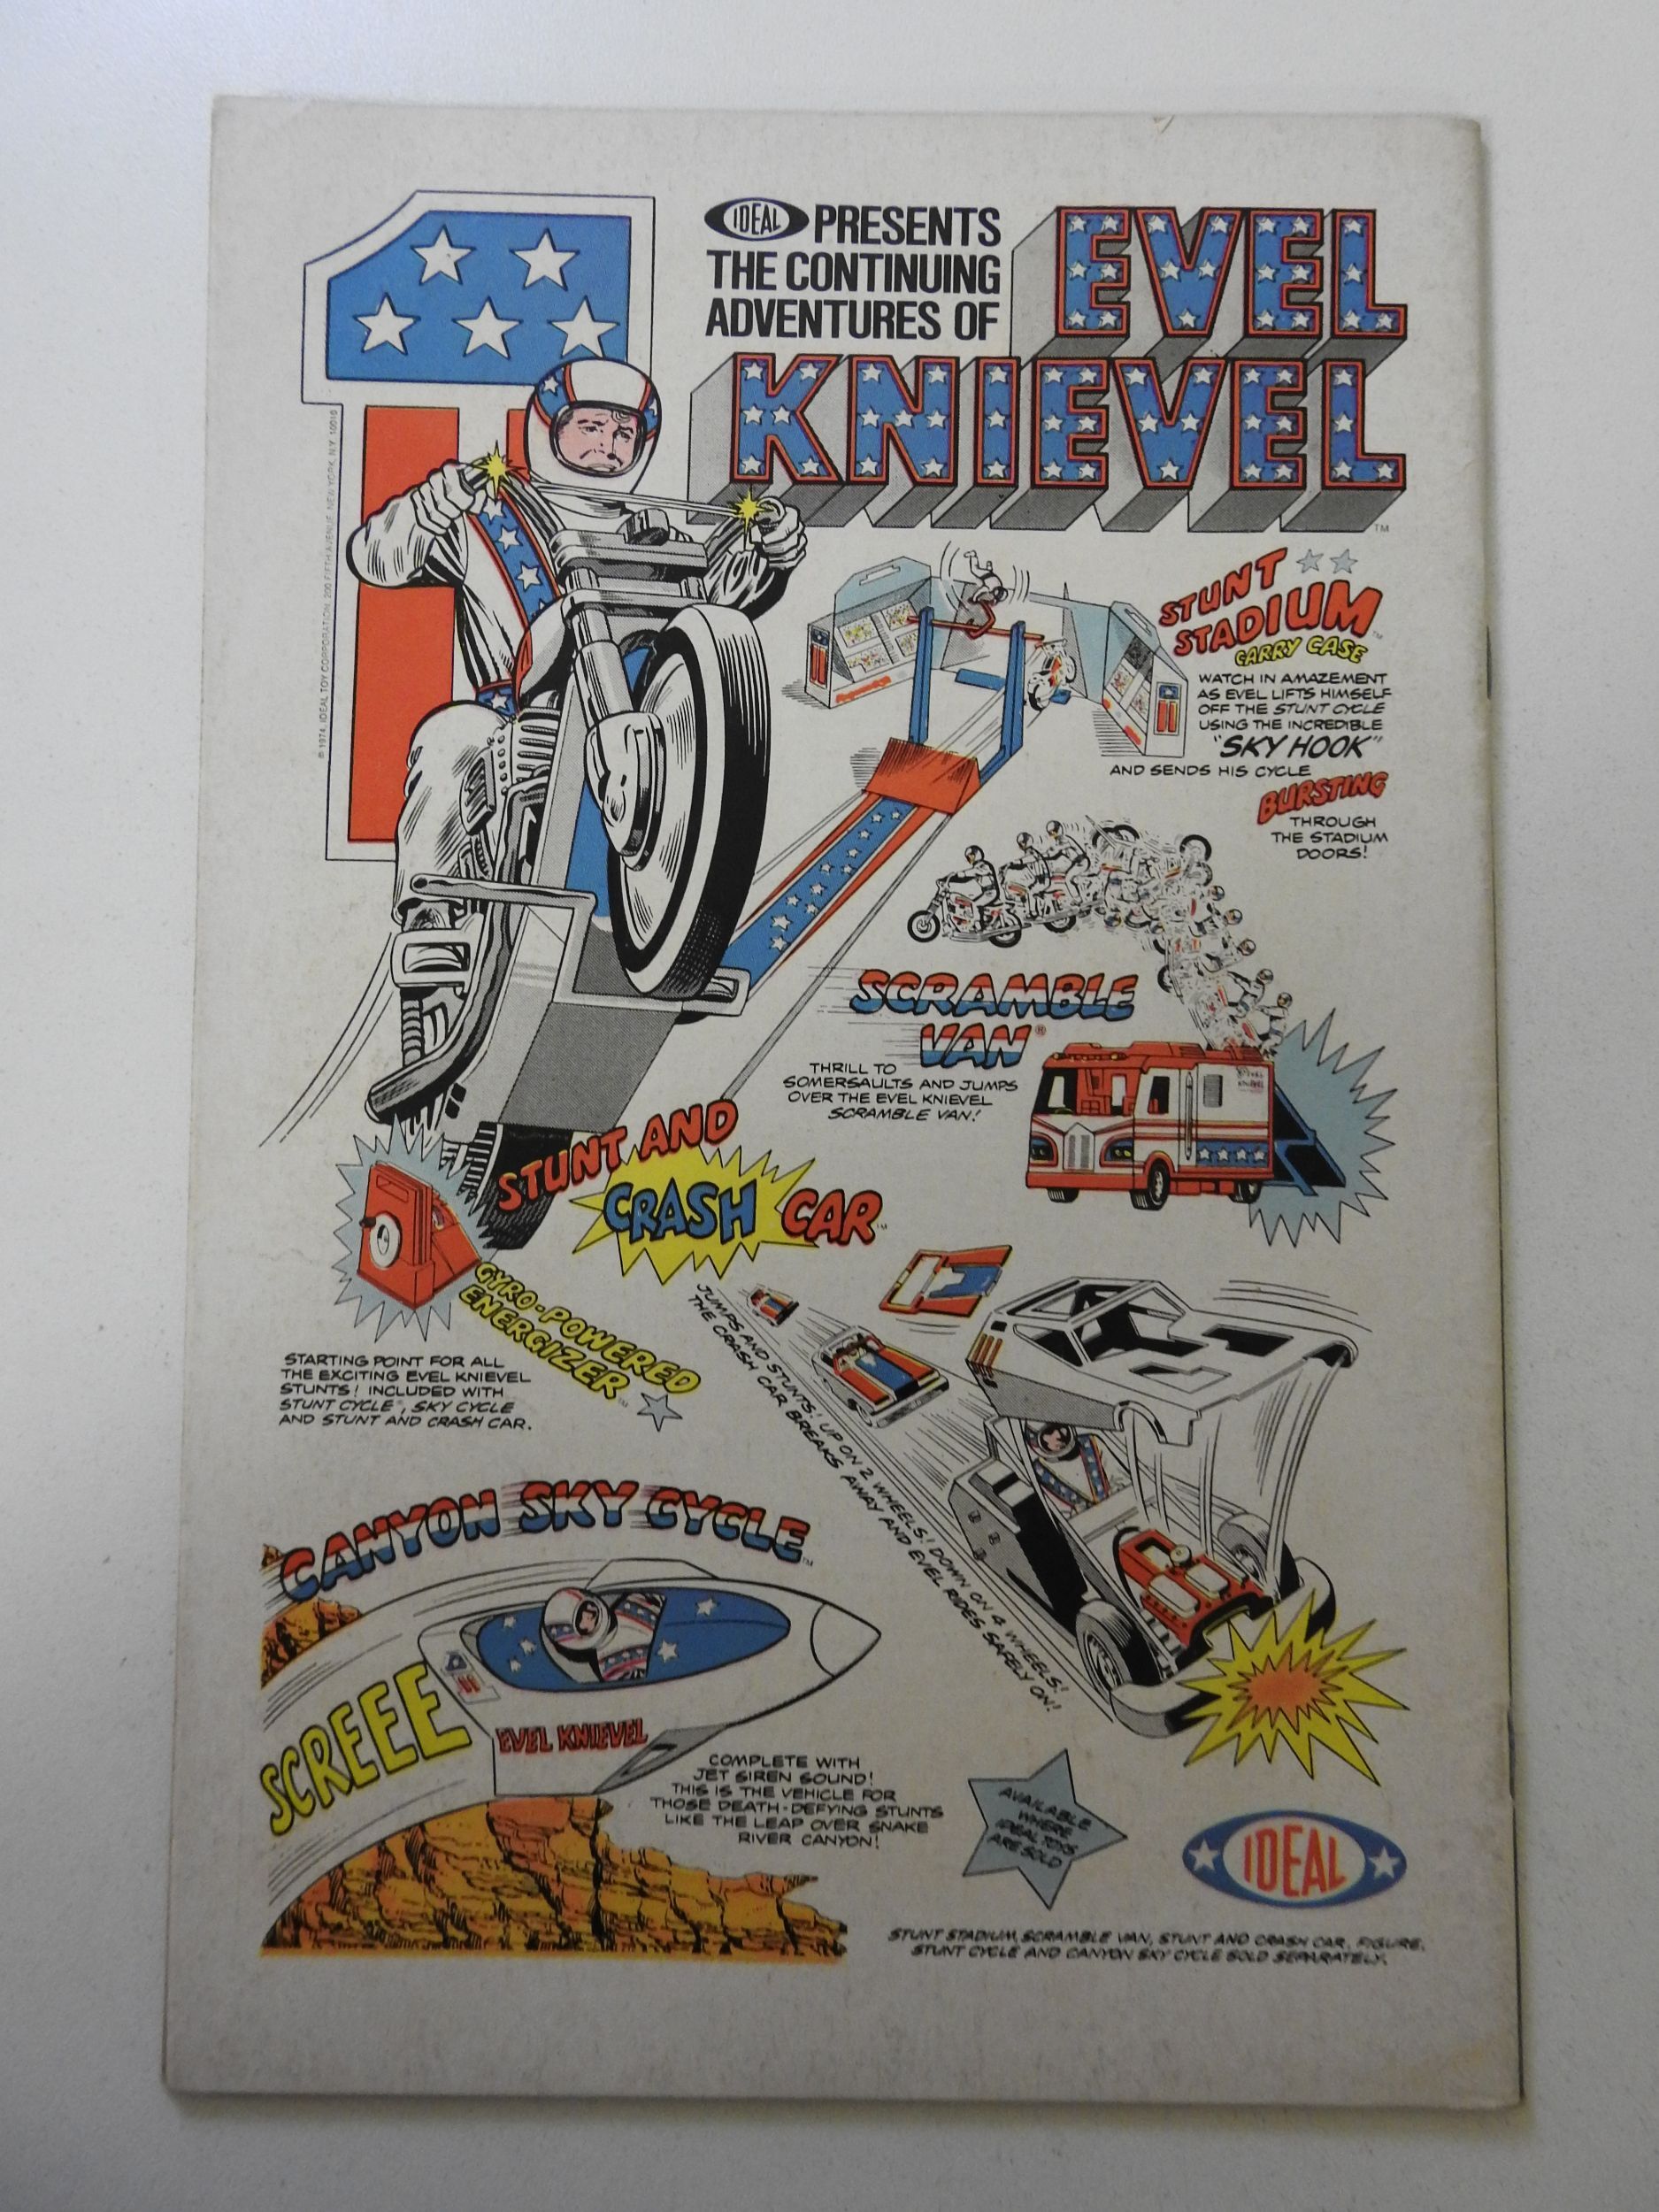 IDEAL PRESENTS
THE CONTINUING
ADVENTURES OF
EVEL
KNIEVEL
TM
© 1974, IDEAL TOY CORPORATION, 200 FIFTH AVENUE, NEW YORK, N.Y. 10010
STUNT
STADIUM TM
CARRY CASE
WATCH IN AMAZEMENT
AS EVEL LIFTS HIMSELF
OFF THE STUNT CYCLE
USING THE INCREDIBLE
"SKY HOOK"
AND SENDS HIS CYCLE
BURSTING
THROUGH
THE STADIUM
DOORS!
SCRAMBLE
VAN ®
THRILL TO
SOMERSAULTS AND JUMPS
OVER THE EVEL KNIEVEL
SCRAMBLE VAN!
EVEL
KNIEVEL
STUNT AND
CRASH CAR TM
JUMPS AND STUNTS! UP ON 2 WHEELS! DOWN ON 4 WHEELS!
THE CRASH CAR BREAKS AWAY AND EVEL RIDES SAFELY ON!
GYRO-POWERED
ENERGIZER TM
STARTING POINT FOR ALL
THE EXCITING EVEL KNIEVEL
STUNTS! INCLUDED WITH
STUNT CYCLE, SKY CYCLE
AND STUNT AND CRASH CAR.
CANYON SKY CYCLE TM
SCREEE
EVEL KNIEVEL
COMPLETE WITH
JET SIREN SOUND!
THIS IS THE VEHICLE FOR
THOSE DEATH-DEFYING STUNTS
LIKE THE LEAP OVER SNAKE
RIVER CANYON!
AVAILABLE
WHERE
IDEAL TOYS
ARE SOLD
IDEAL
STUNT STADIUM, SCRAMBLE VAN, STUNT AND CRASH CAR, FIGURE,
STUNT CYCLE AND CANYON SKY CYCLE SOLD SEPARATELY.